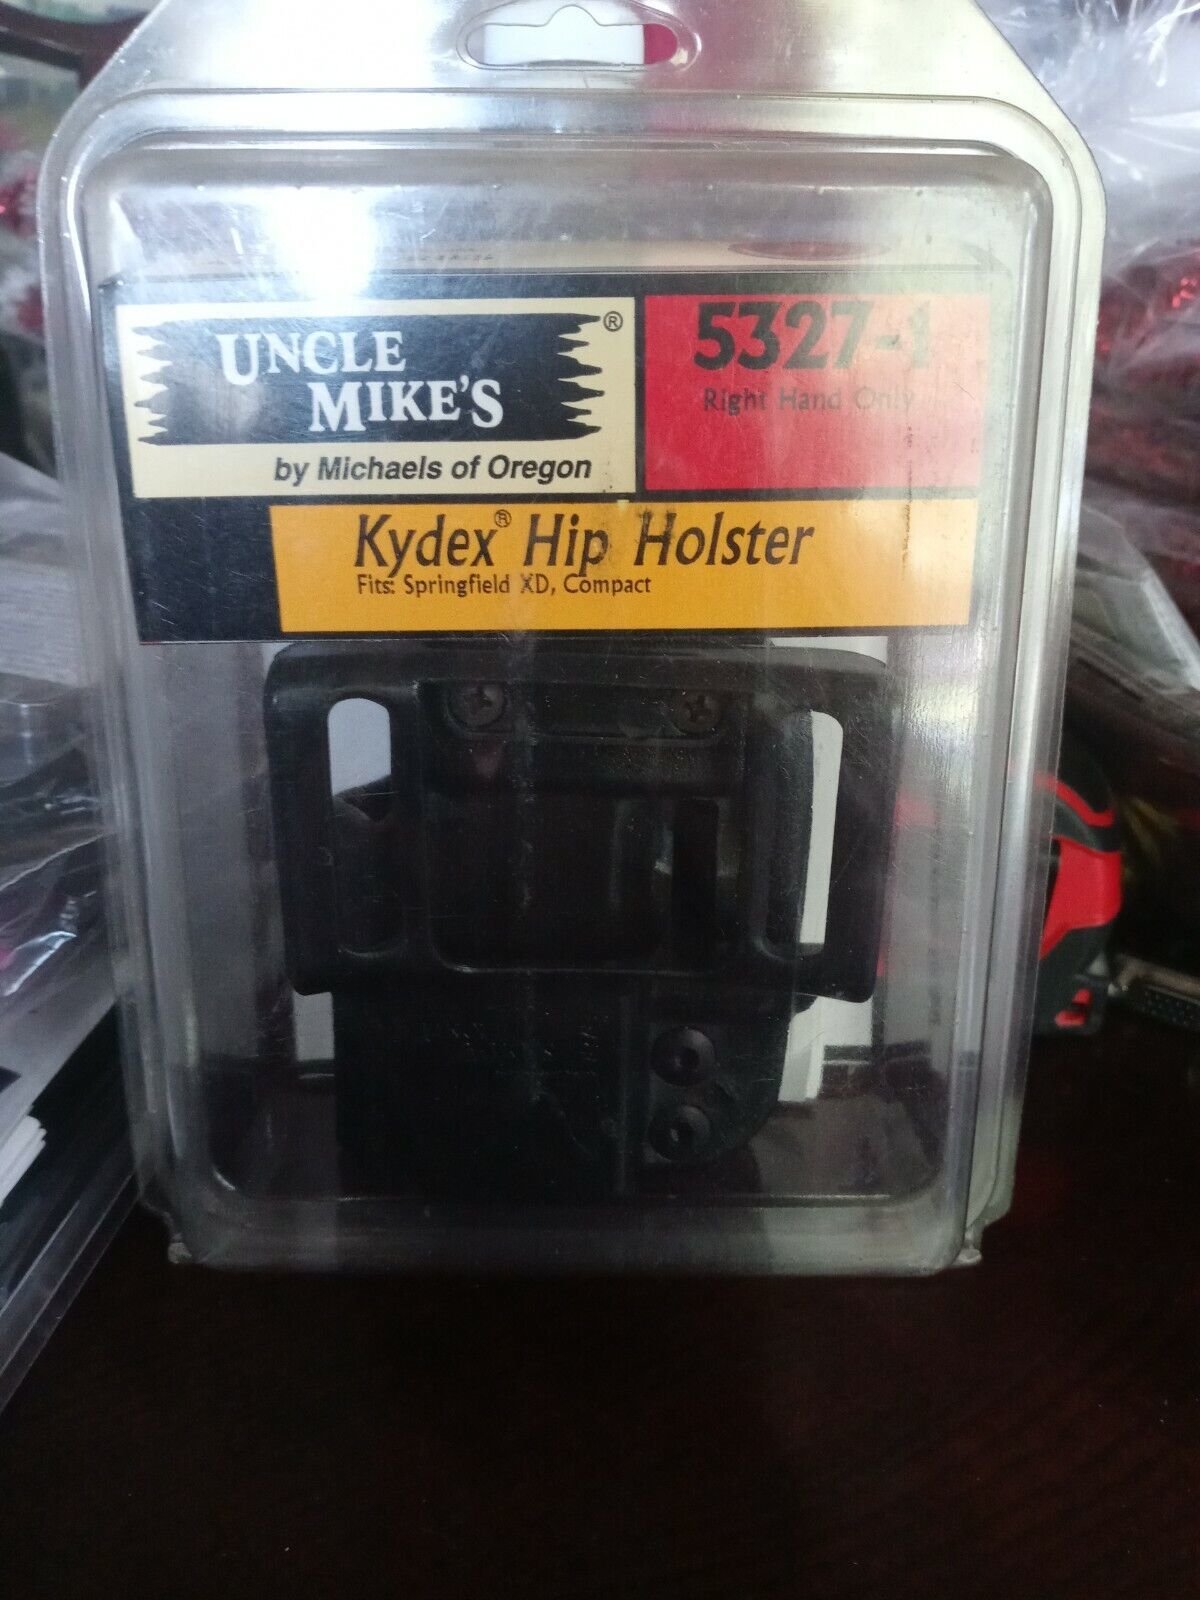 UNCLE
MIKE'S
®
by Michaels of Oregon
5327-1
Right Hand Only
Kydex® Hip Holster
Fits: Springfield XD, Compact